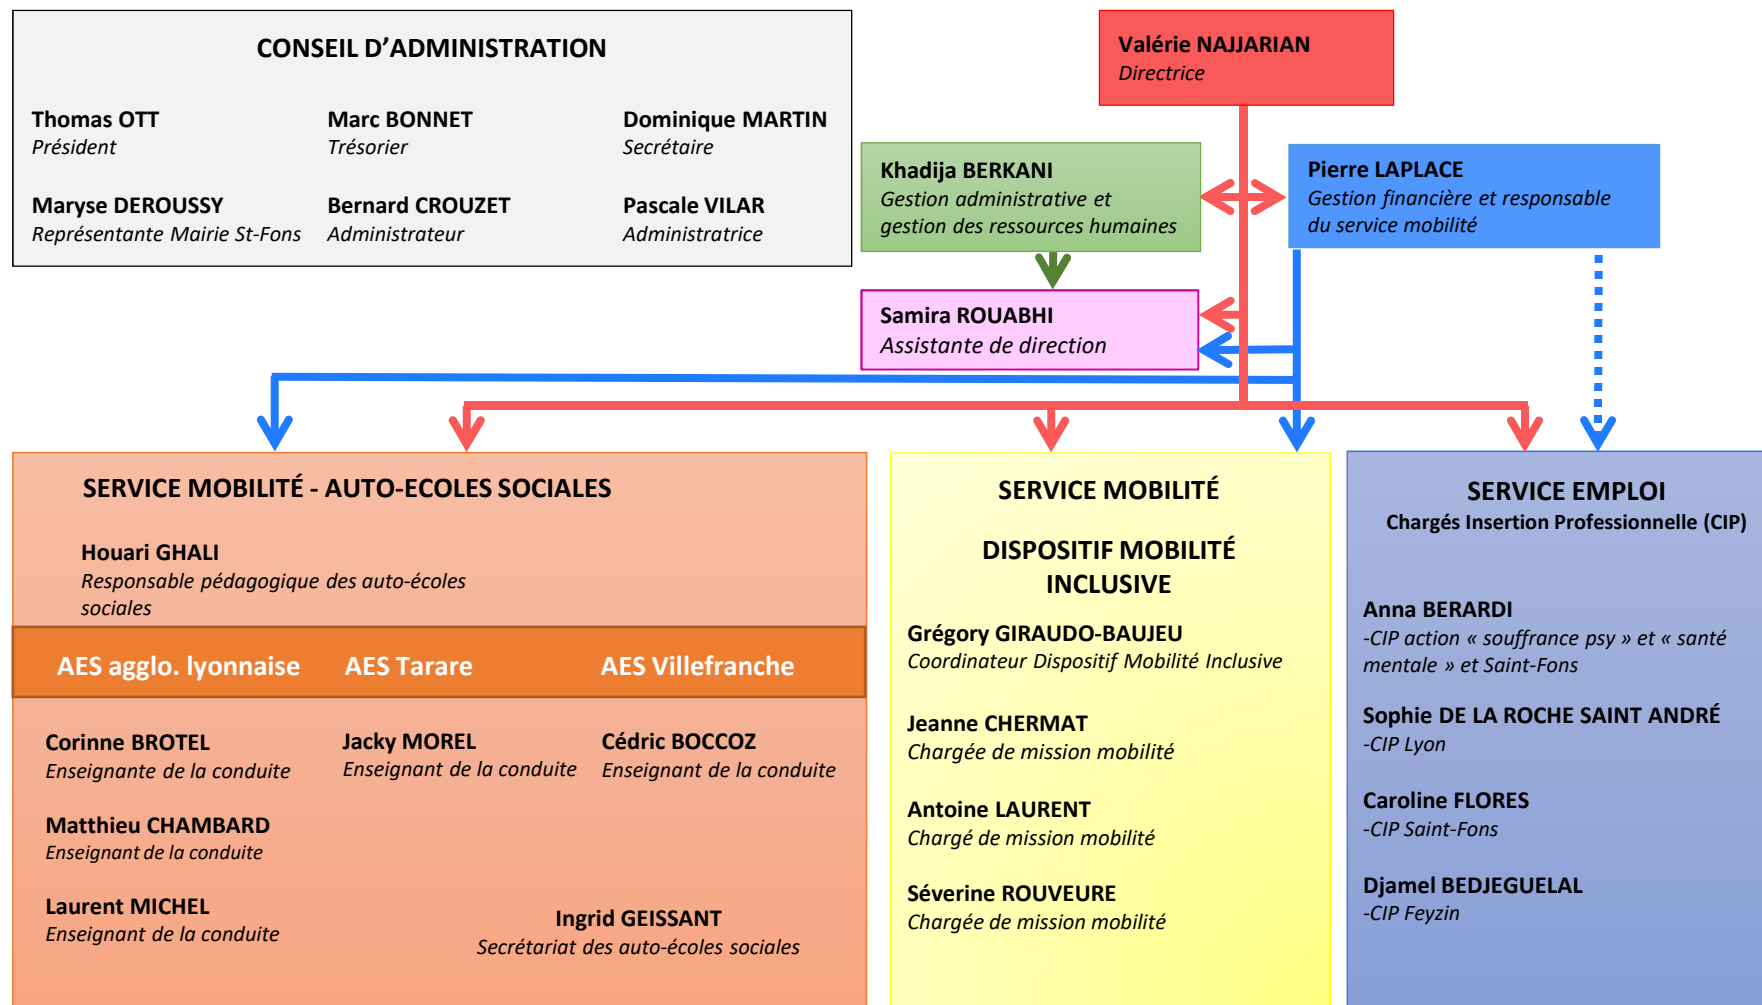 CONSEIL D'ADMINISTRATION
Thomas OTT
Président
Marc BONNET
Trésorier
Dominique MARTIN
Secrétaire
Maryse DEROUSSY
Représentante Mairie St-Fons
Bernard CROUZET
Administrateur
Pascale VILAR
Administratrice
Valérie NAJJARIAN
Directrice
Khadija BERKANI
Gestion administrative et
gestion des ressources humaines
Pierre LAPLACE
Gestion financière et responsable
du service mobilité
Samira ROUABHI
Assistante de direction
SERVICE MOBILITÉ - AUTO-ECOLES SOCIALES
Houari GHALI
Responsable pédagogique des auto-écoles
sociales
AES agglo. lyonnaise
AES Tarare
AES Villefranche
Corinne BROTEL
Enseignante de la conduite
Jacky MOREL
Enseignant de la conduite
Cédric BOCCOZ
Enseignant de la conduite
Matthieu CHAMBARD
Enseignant de la conduite
Laurent MICHEL
Enseignant de la conduite
Ingrid GEISSANT
Secrétariat des auto-écoles sociales
SERVICE MOBILITÉ
DISPOSITIF MOBILITÉ
INCLUSIVE
Grégory GIRAUDO-BAUJEU
Coordinateur Dispositif Mobilité Inclusive
Jeanne CHERMAT
Chargée de mission mobilité
Antoine LAURENT
Chargé de mission mobilité
Séverine ROUVEURE
Chargée de mission mobilité
SERVICE EMPLOI
Chargés Insertion Professionnelle (CIP)
Anna BERARDI
-CIP action « souffrance psy » et « santé
mentale » et Saint-Fons
Sophie DE LA ROCHE SAINT ANDRÉ
-CIP Lyon
Caroline FLORES
-CIP Saint-Fons
Djamel BEDJEGUELAL
-CIP Feyzin